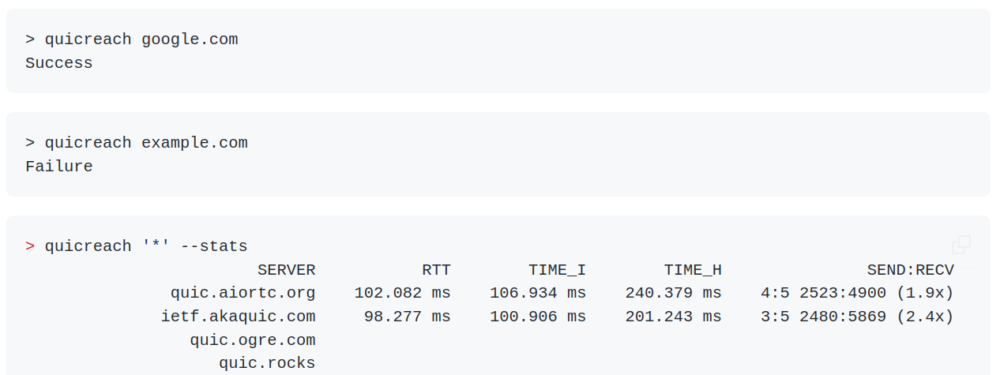 > quicreach google.com
Success
> quicreach example.com
Failure
> quicreach '*' --stats
SERVER RTT TIME_I TIME_H SEND:RECV
quic.aiortc.org 102.082 ms 106.934 ms 240.379 ms 4:5 2523:4900 (1.9x)
ietf.akaquic.com 98.277 ms 100.906 ms 201.243 ms 3:5 2480:5869 (2.4x)
quic.ogre.com
quic.rocks